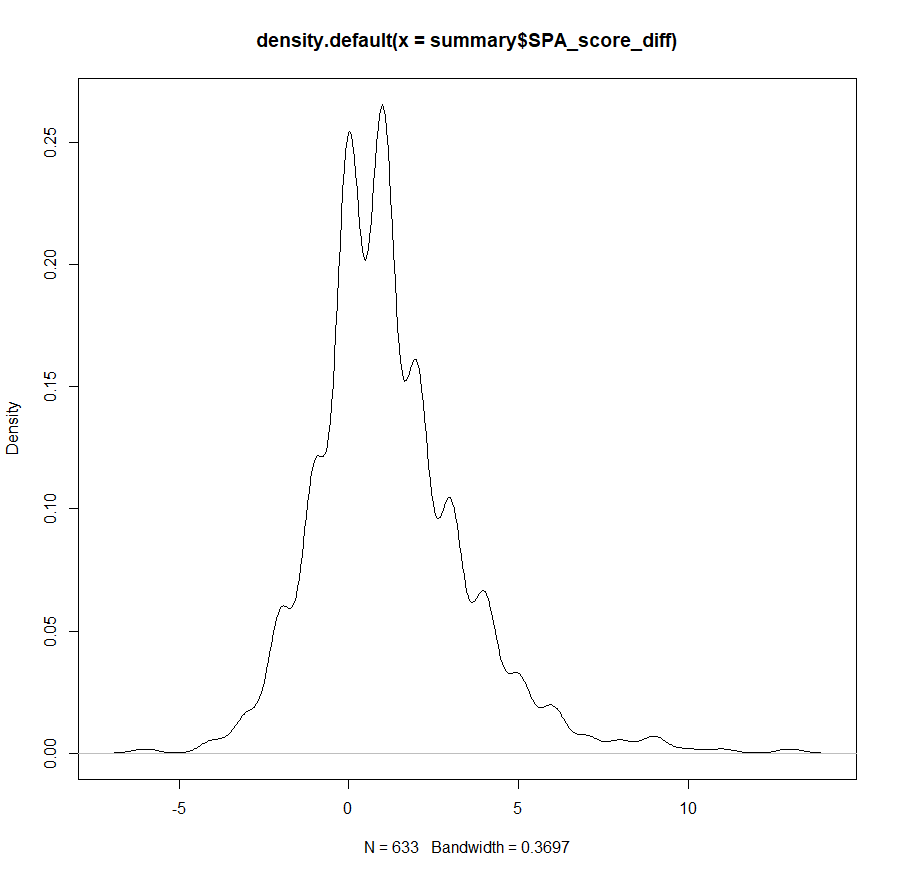 density.default(x = summary$SPA_score_diff)
0.25
0.20
0.15
0.10
0.05
0.00
Density
-5 0 5 10
N = 633 Bandwidth = 0.3697